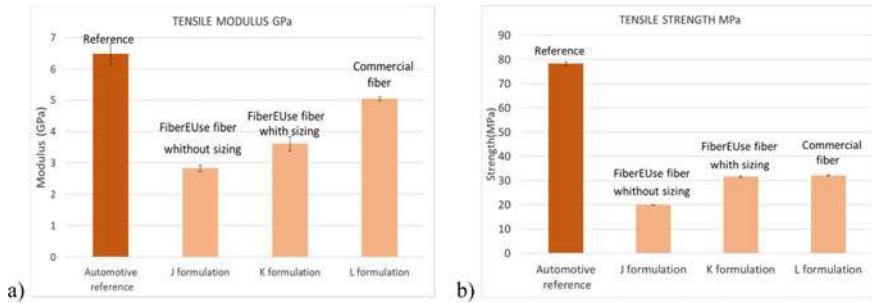 TENSILE MODULUS GPa
7
6
5
4
3
2
1
0
Modulus (GPa)
Reference
FiberEUse fiber
whithout sizing
FiberEUse fiber
whith sizing
Commercial
fiber
Automotive
reference
J formulation
K formulation
L formulation
a)
TENSILE STRENGTH MPa
90
80
70
60
50
40
30
20
10
0
Strength(MPa)
Reference
FiberEUse fiber
whithout sizing
FiberEUse fiber
whith sizing
Commercial
fiber
Automotive
reference
J formulation
K formulation
L formulation
b)